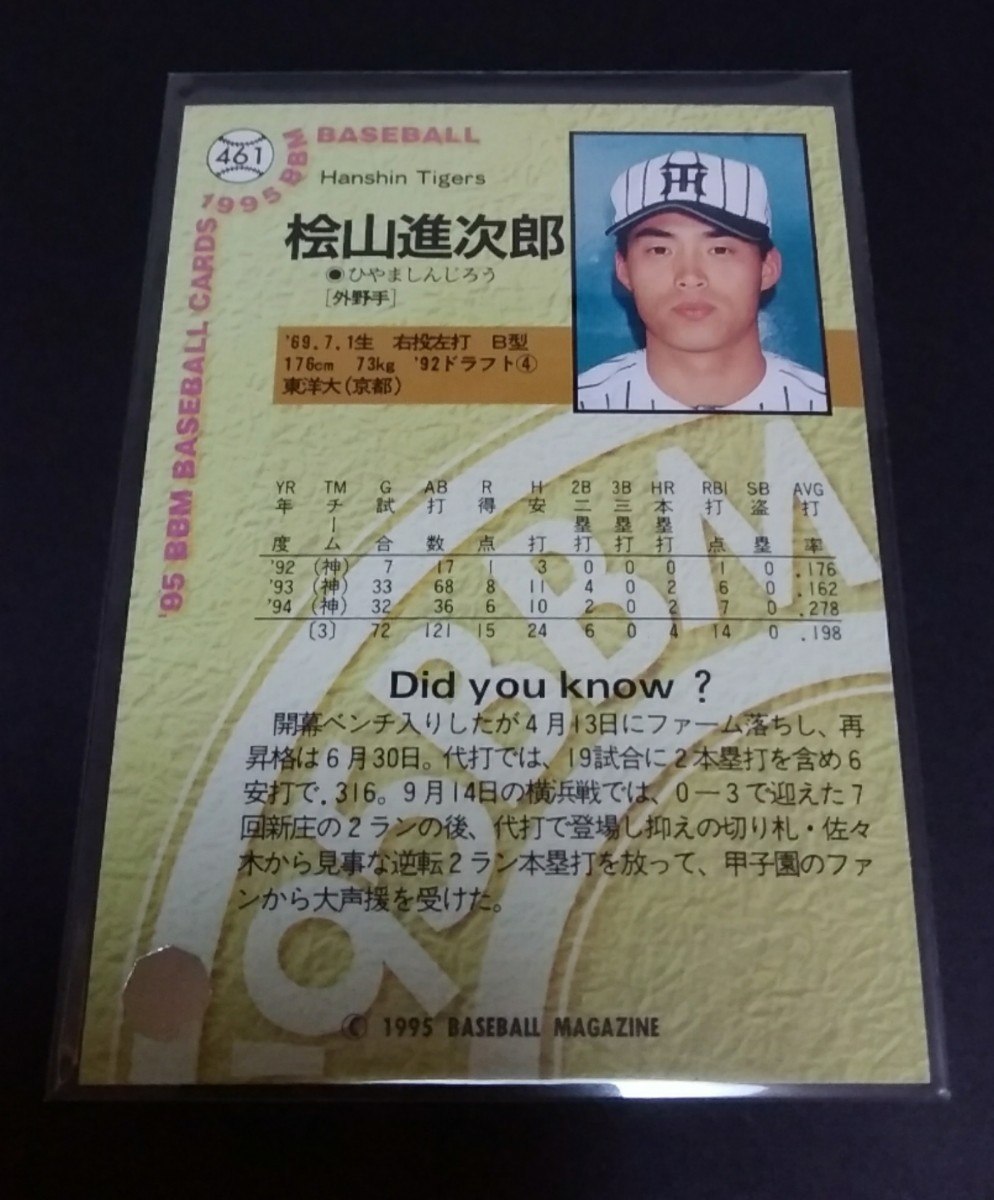 461
1995 BBM BASEBALL
'95 BBM BASEBALL CARDS
Hanshin Tigers
桧山進次郎
●ひやましんじろう
[外野手]
'69.7.1生 右投左打 B型
176cm 73kg '92ドラフト④
東洋大(京都)
YR TM G AB R H 2B 3B HR RBI SB AVG
年度 チーム 試合 打数 得点 安打 二塁打 三塁打 本塁打 打点 盗塁 打率
'92 (神) 7 17 1 3 0 0 0 1 0 .176
'93 (神) 33 68 8 11 4 0 2 6 0 .162
'94 (神) 32 36 6 10 2 0 2 7 0 .278
〔3〕 72 121 15 24 6 0 4 14 0 .198
Did you know ?
開幕ベンチ入りしたが4月13日にファーム落ちし、再
昇格は6月30日。代打では、19試合に2本塁打を含め6
安打で.316。9月14日の横浜戦では、0―3で迎えた7
回新庄の2ランの後、代打で登場し抑えの切り札・佐々
木から見事な逆転2ラン本塁打を放って、甲子園のファ
ンから大声援を受けた。
'95 BBM
© 1995 BASEBALL MAGAZINE